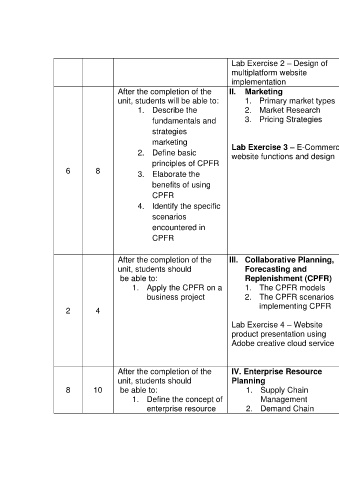 Lab Exercise 2 – Design of
multiplatform website
implementation
6
8
After the completion of the
unit, students will be able to:
1. Describe the
fundamentals and
strategies
marketing
2. Define basic
principles of CPFR
3. Elaborate the
benefits of using
CPFR
4. Identify the specific
scenarios
encountered in
CPFR
II. Marketing
1. Primary market types
2. Market Research
3. Pricing Strategies
Lab Exercise 3 – E-Commerc
website functions and design
2
4
After the completion of the
unit, students should
be able to:
1. Apply the CPFR on a
business project
III. Collaborative Planning,
Forecasting and
Replenishment (CPFR)
1. The CPFR models
2. The CPFR scenarios
implementing CPFR
Lab Exercise 4 – Website
product presentation using
Adobe creative cloud service
8
10
After the completion of the
unit, students should
be able to:
1. Define the concept of
enterprise resource
IV. Enterprise Resource
Planning
1. Supply Chain
Management
2. Demand Chain